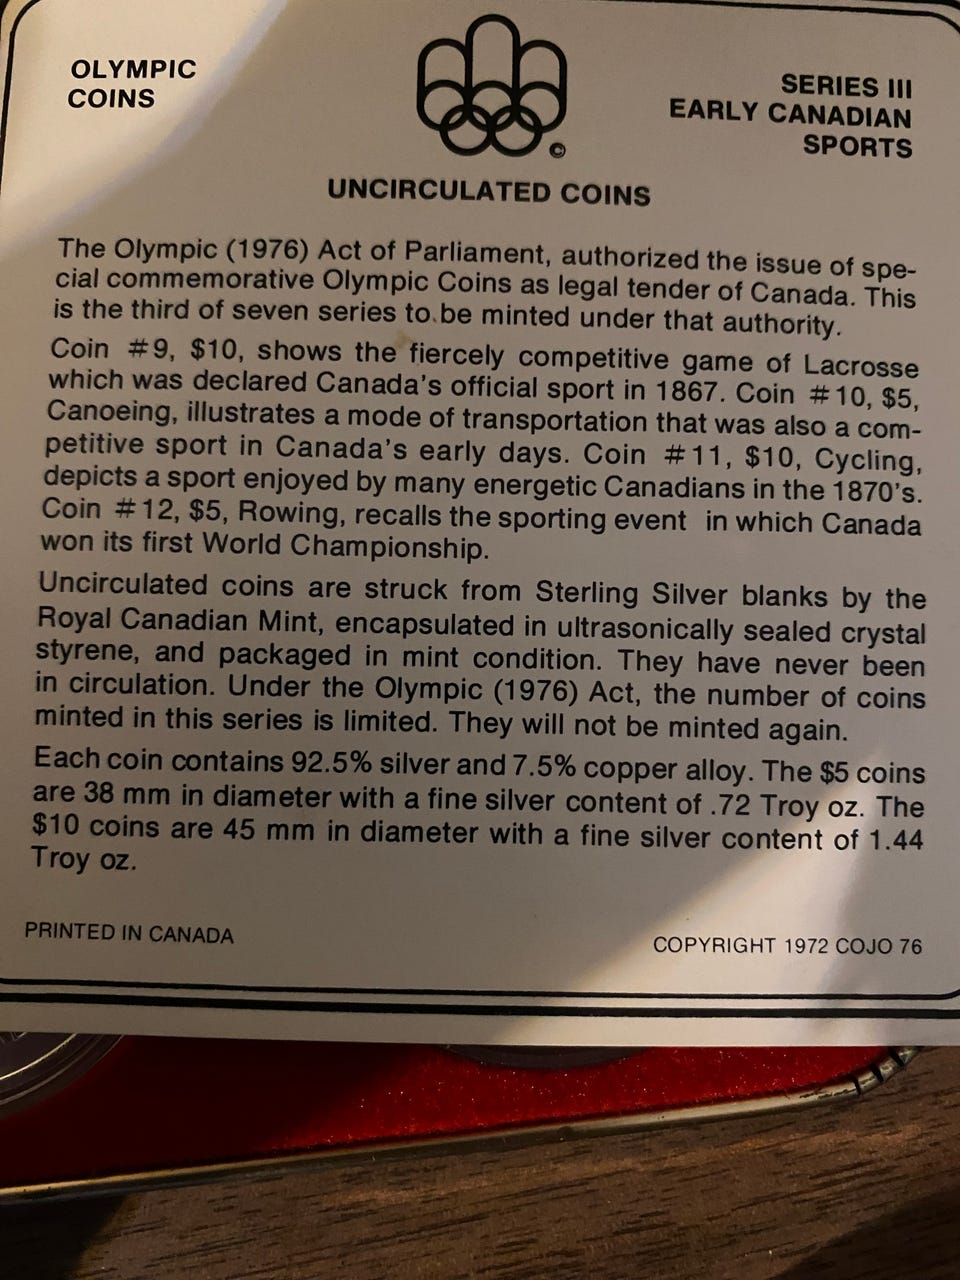 OLYMPIC
COINS
SERIES III
EARLY CANADIAN
SPORTS
©
UNCIRCULATED COINS
The Olympic (1976) Act of Parliament, authorized the issue of spe-
cial commemorative Olympic Coins as legal tender of Canada. This
is the third of seven series to be minted under that authority.
Coin #9, $10, shows the fiercely competitive game of Lacrosse
which was declared Canada's official sport in 1867. Coin #10, $5,
Canoeing, illustrates a mode of transportation that was also a com-
petitive sport in Canada's early days. Coin #11, $10, Cycling,
depicts a sport enjoyed by many energetic Canadians in the 1870's.
Coin #12, $5, Rowing, recalls the sporting event in which Canada
won its first World Championship.
Uncirculated coins are struck from Sterling Silver blanks by the
Royal Canadian Mint, encapsulated in ultrasonically sealed crystal
styrene, and packaged in mint condition. They have never been
in circulation. Under the Olympic (1976) Act, the number of coins
minted in this series is limited. They will not be minted again.
Each coin contains 92.5% silver and 7.5% copper alloy. The $5 coins
are 38 mm in diameter with a fine silver content of .72 Troy oz. The
$10 coins are 45 mm in diameter with a fine silver content of 1.44
Troy oz.
PRINTED IN CANADA
COPYRIGHT 1972 COJO 76